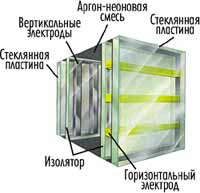 Аргон-неоновая
смесь
Стеклянная
пластина
Вертикальные
электроды
Стеклянная
пластина
Изолятор
Горизонтальный
электрод